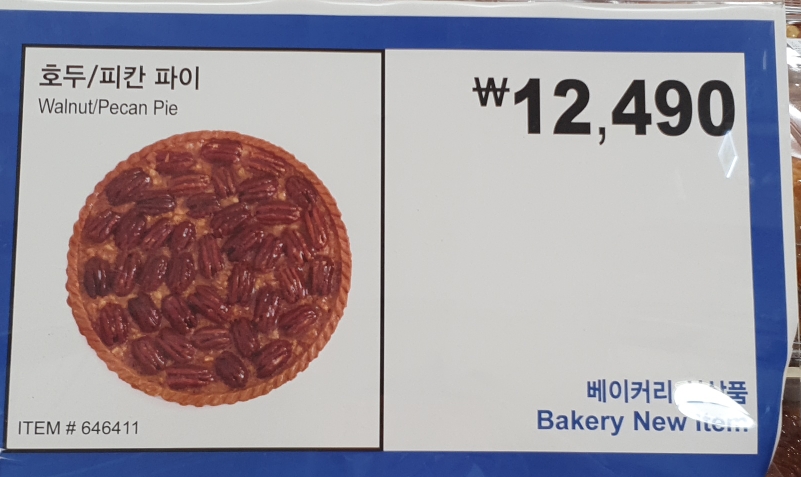 호두/피칸 파이
Walnut/Pecan Pie
ITEM # 646411
₩12,490
베이커리
Bakery New Item